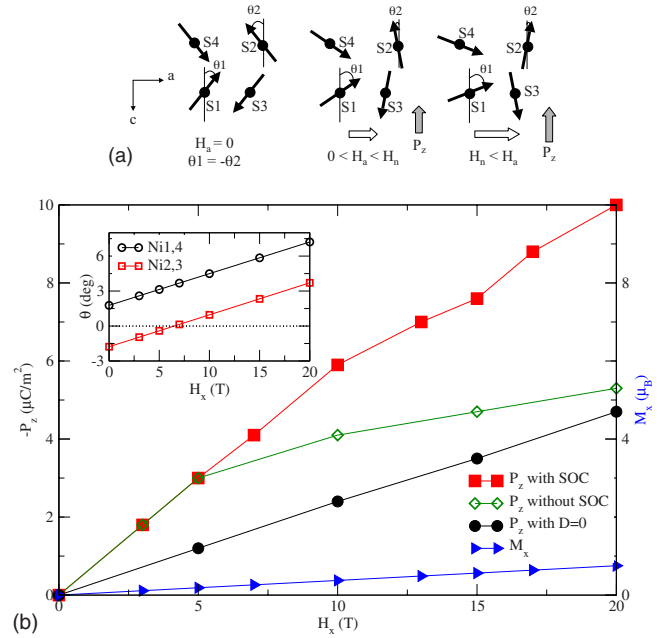 θ2
θ2
θ2
S4
S2
S4
S2
S4
S2
θ1
θ1
θ1
a
S1
S3
S1
S3
S1
S3
c
P_z
P_z
H_a = 0
0 < H_a < H_n
H_n < H_a
θ1 = -θ2
(a)
10
8
6
4
2
0
-P_z (μC/m²)
8
4
0
M_x (μ_B)
Ni1,4
Ni2,3
6
3
0
-3
θ (deg)
0 5 10 15 20
H_x (T)
P_z with SOC
P_z without SOC
P_z with D=0
M_x
0 5 10 15 20
H_x (T)
(b)